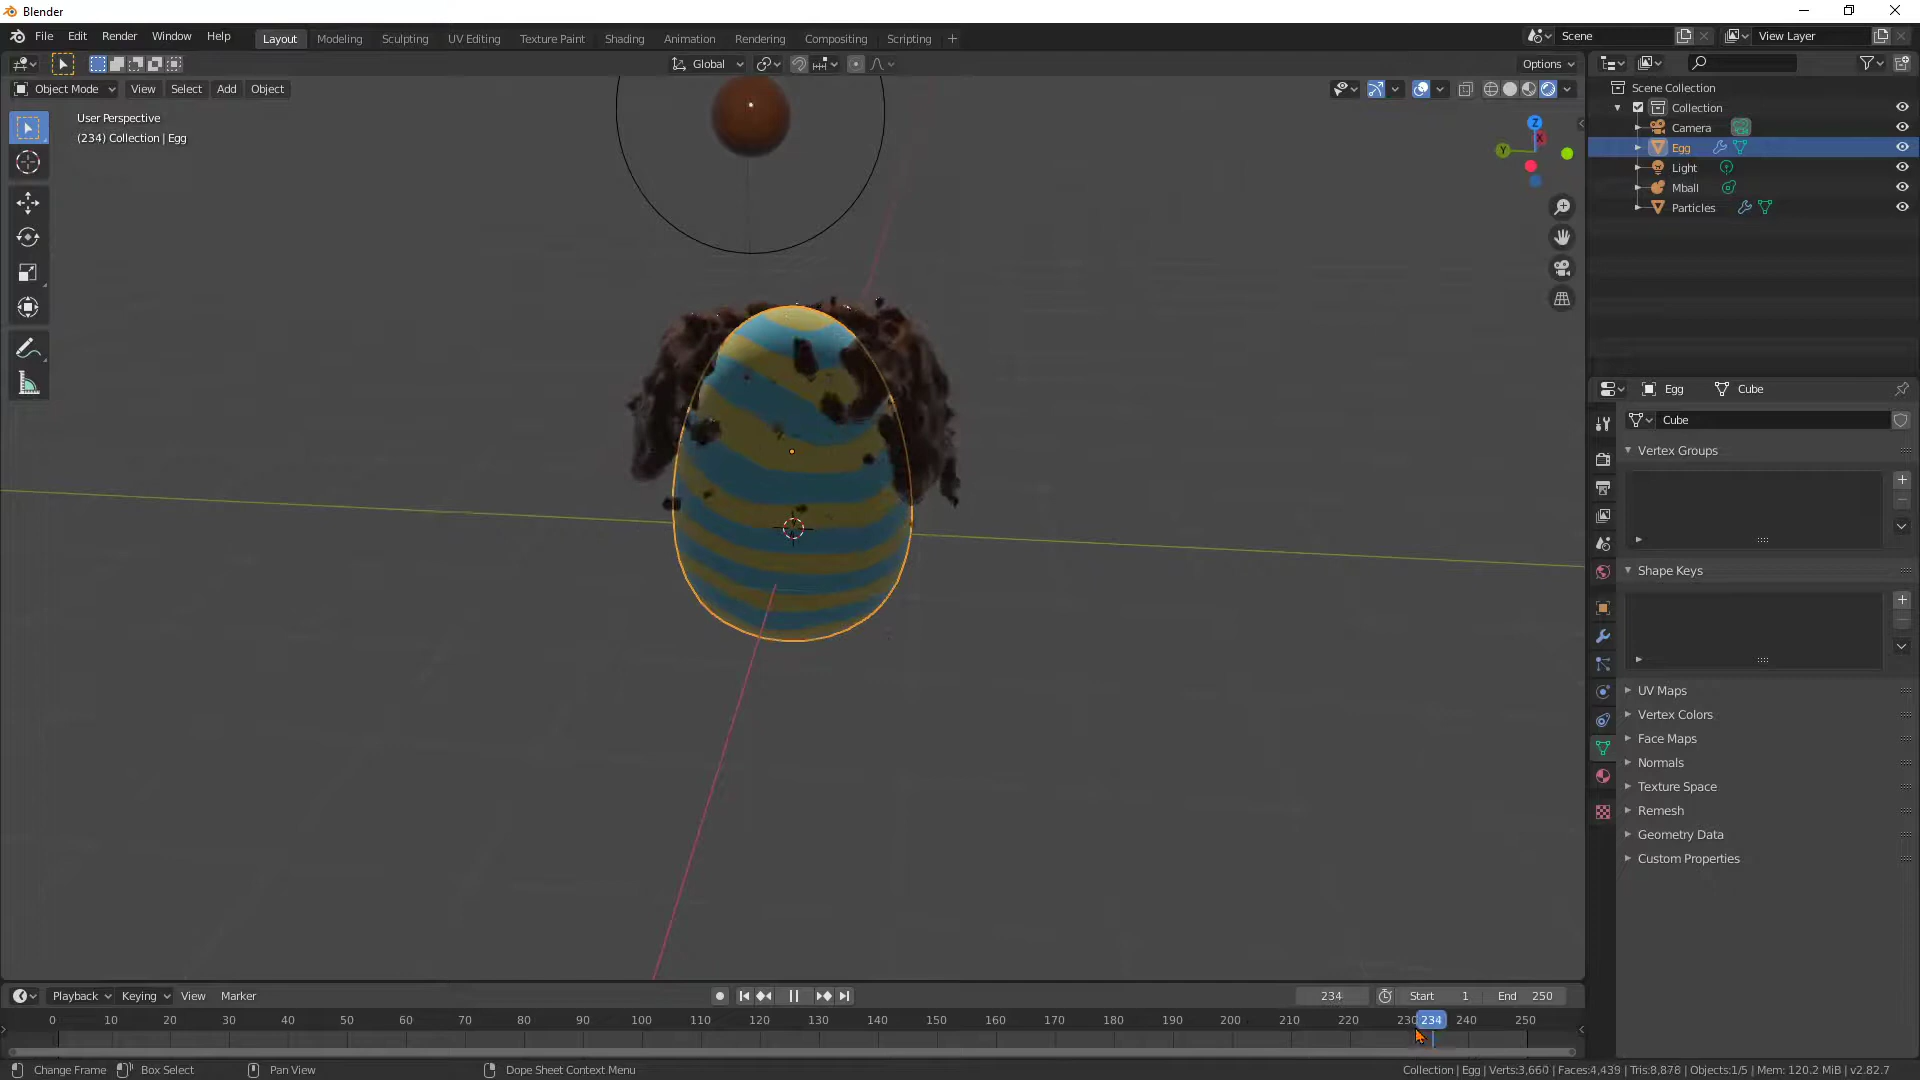 Blender
File Edit Render Window Help Layout Modeling Sculpting UV Editing Texture Paint Shading Animation Rendering Compositing Scripting + Scene View Layer
Global Options
Object Mode View Select Add Object
User Perspective
(234) Collection | Egg
Z
X
Y
Scene Collection
Collection
Camera
Egg
Light
Mball
Particles
Egg Cube
Cube
Vertex Groups
Shape Keys
UV Maps
Vertex Colors
Face Maps
Normals
Texture Space
Remesh
Geometry Data
Custom Properties
Playback Keying View Marker 234 Start 1 End 250
0 10 20 30 40 50 60 70 80 90 100 110 120 130 140 150 160 170 180 190 200 210 220 230 234 240 250
Change Frame Box Select Pan View Dope Sheet Context Menu Collection | Egg | Verts:3,660 | Faces:4,439 | Tris:8,878 | Objects:1/5 | Mem: 120.2 MiB | v2.82.7